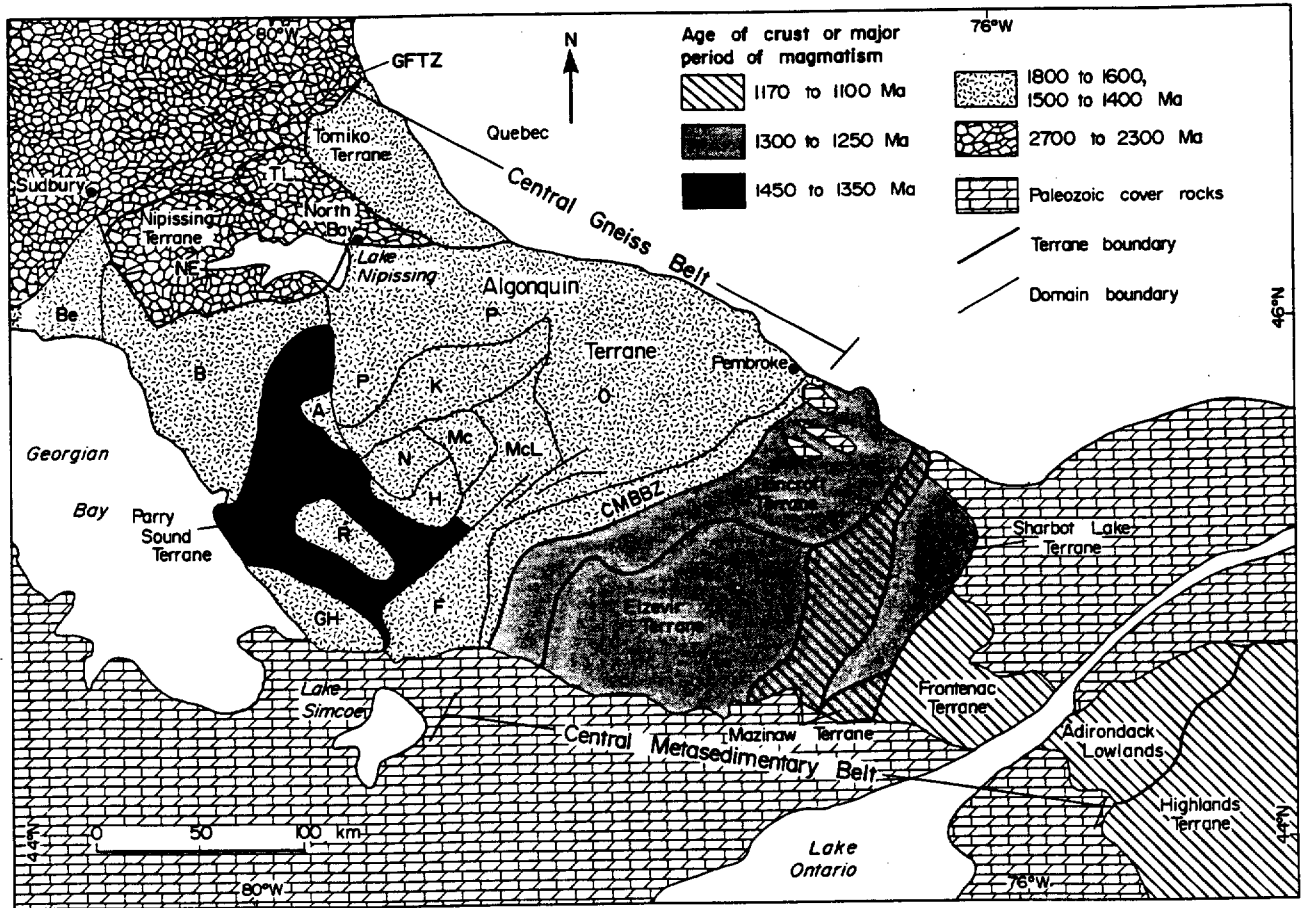 80°W
76°W
GFTZ
N
Age of crust or major
period of magmatism
1170 to 1100 Ma
1300 to 1250 Ma
1450 to 1350 Ma
1800 to 1600,
1500 to 1400 Ma
2700 to 2300 Ma
Paleozoic cover rocks
Terrane boundary
Domain boundary
Tomiko
Terrane
Quebec
Central Gneiss Belt
Sudbury
TL
Nipissing
Terrane
North
Bay
NE
Lake
Nipissing
Algonquin
P
Terrane
O
46°N
Be
B
P
K
A
Pembroke
Mc
N
McL
H
Georgian
Bay
Parry
Sound
Terrane
R
CMBBZ
Terrane
Sharbot Lake
Terrane
GH
F
Elzevir
Terrane
Lake
Simcoe
Frontenac
Terrane
Mazinaw Terrane
Central Metasedimentary Belt
Adirondack
Lowlands
Highlands
Terrane
0 50 100 km
44°N
44°N
Lake
Ontario
80°W
76°W